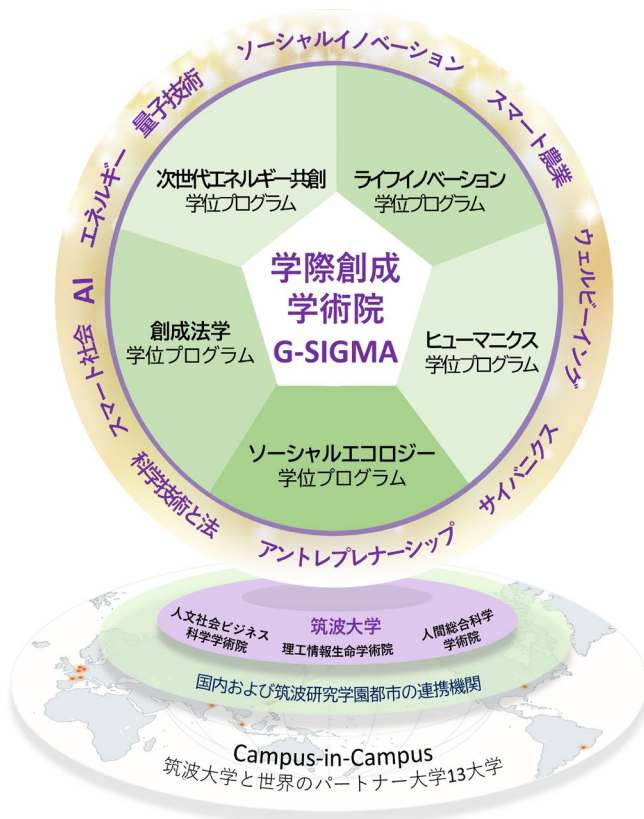 ソーシャルイノベーション
スマート農業
ウェルビーイング
サイバニクス
アントレプレナーシップ
科学技術と法
スマート社会
AI
エネルギー
量子技術
次世代エネルギー共創
学位プログラム
ライフイノベーション
学位プログラム
創成法学
学位プログラム
ヒューマニクス
学位プログラム
ソーシャルエコロジー
学位プログラム
学際創成
学術院
G-SIGMA
人文社会ビジネス
科学学術院
筑波大学
理工情報生命学術院
人間総合科学
学術院
国内および筑波研究学園都市の連携機関
Campus-in-Campus
筑波大学と世界のパートナー大学13大学